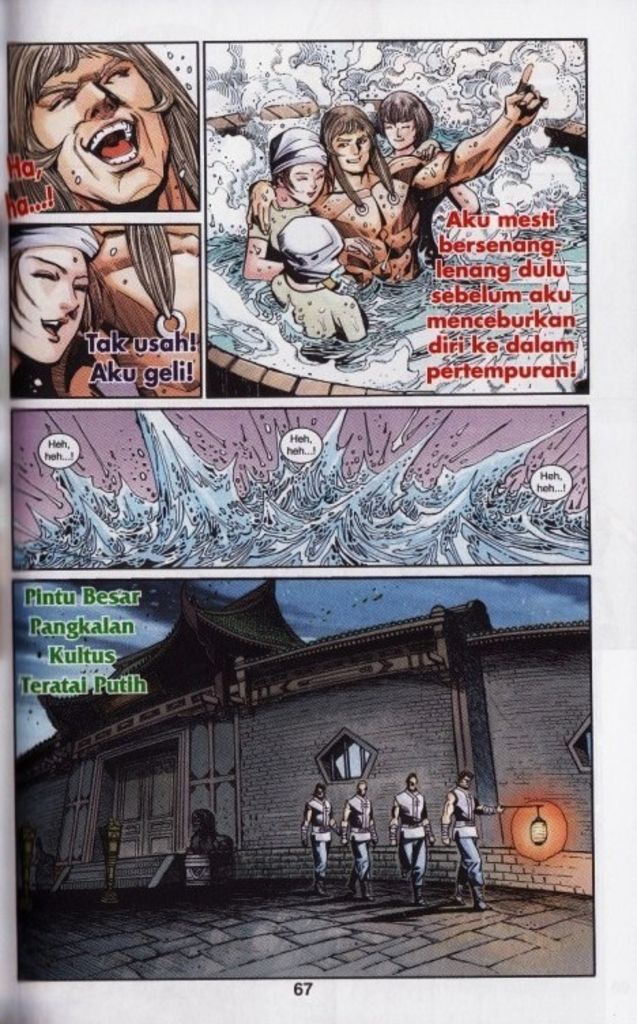 Ha,
ha...!
Aku mesti
bersenang-
lenang dulu
sebelum aku
menceburkan
diri ke dalam
pertempuran!
Tak usah!
Aku geli!
Heh,
heh...!
Heh,
heh...!
Heh,
heh...!
Pintu Besar
Pangkalan
Kultus
Teratai Putih
67